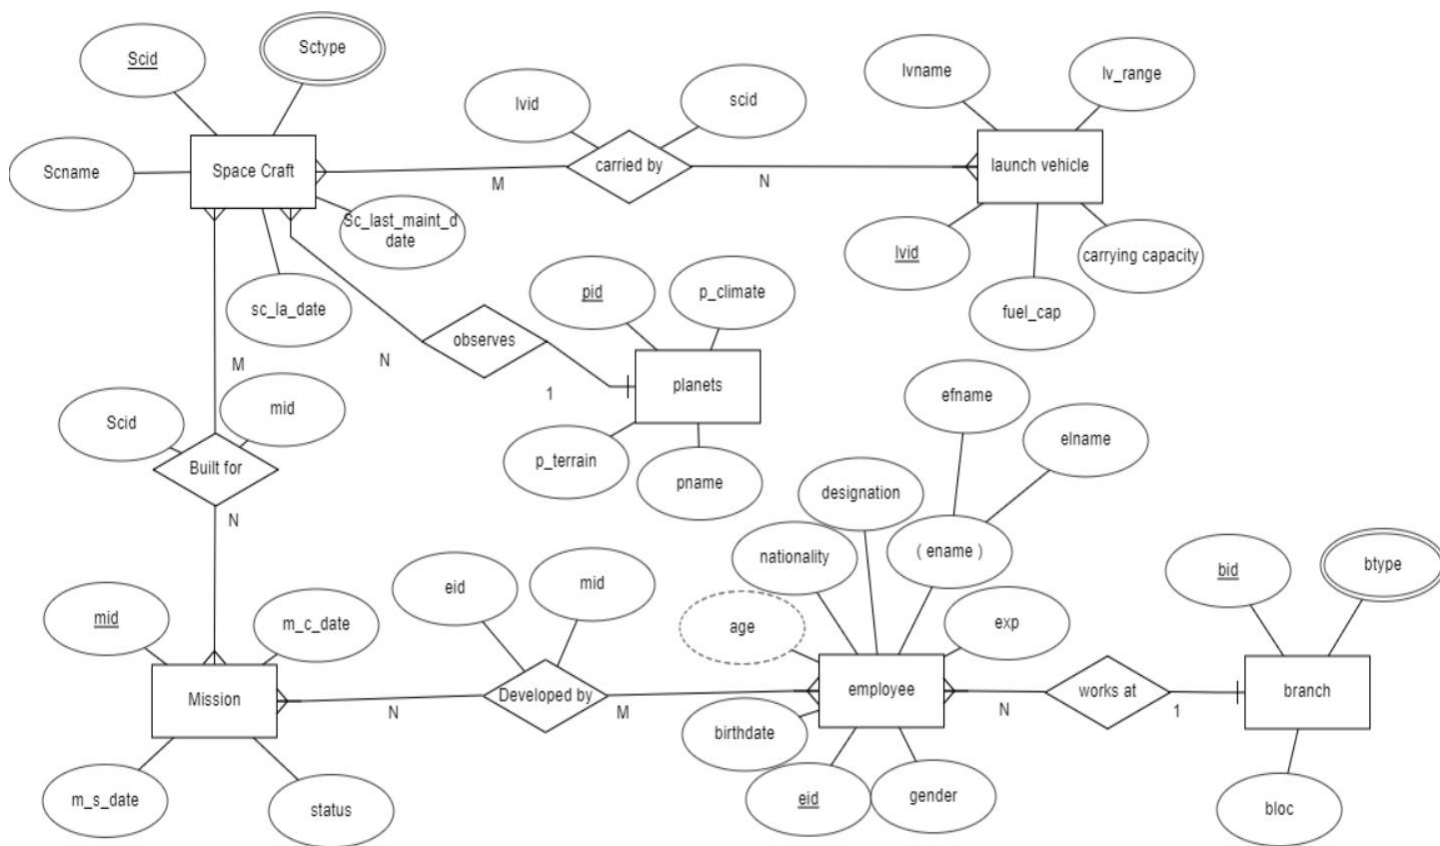 Scid
Sctype
lvname
lv_range
lvid
scid
Scname
Space Craft
carried by
launch vehicle
M
N
Sc_last_maint_d
date
lvid
carrying capacity
sc_la_date
fuel_cap
pid
p_climate
observes
N
1
planets
M
Scid
mid
Built for
N
p_terrain
pname
efname
elname
designation
nationality
( ename )
bid
btype
mid
m_c_date
eid
mid
age
exp
Mission
Developed by
employee
works at
branch
N
M
N
1
birthdate
m_s_date
status
eid
gender
bloc